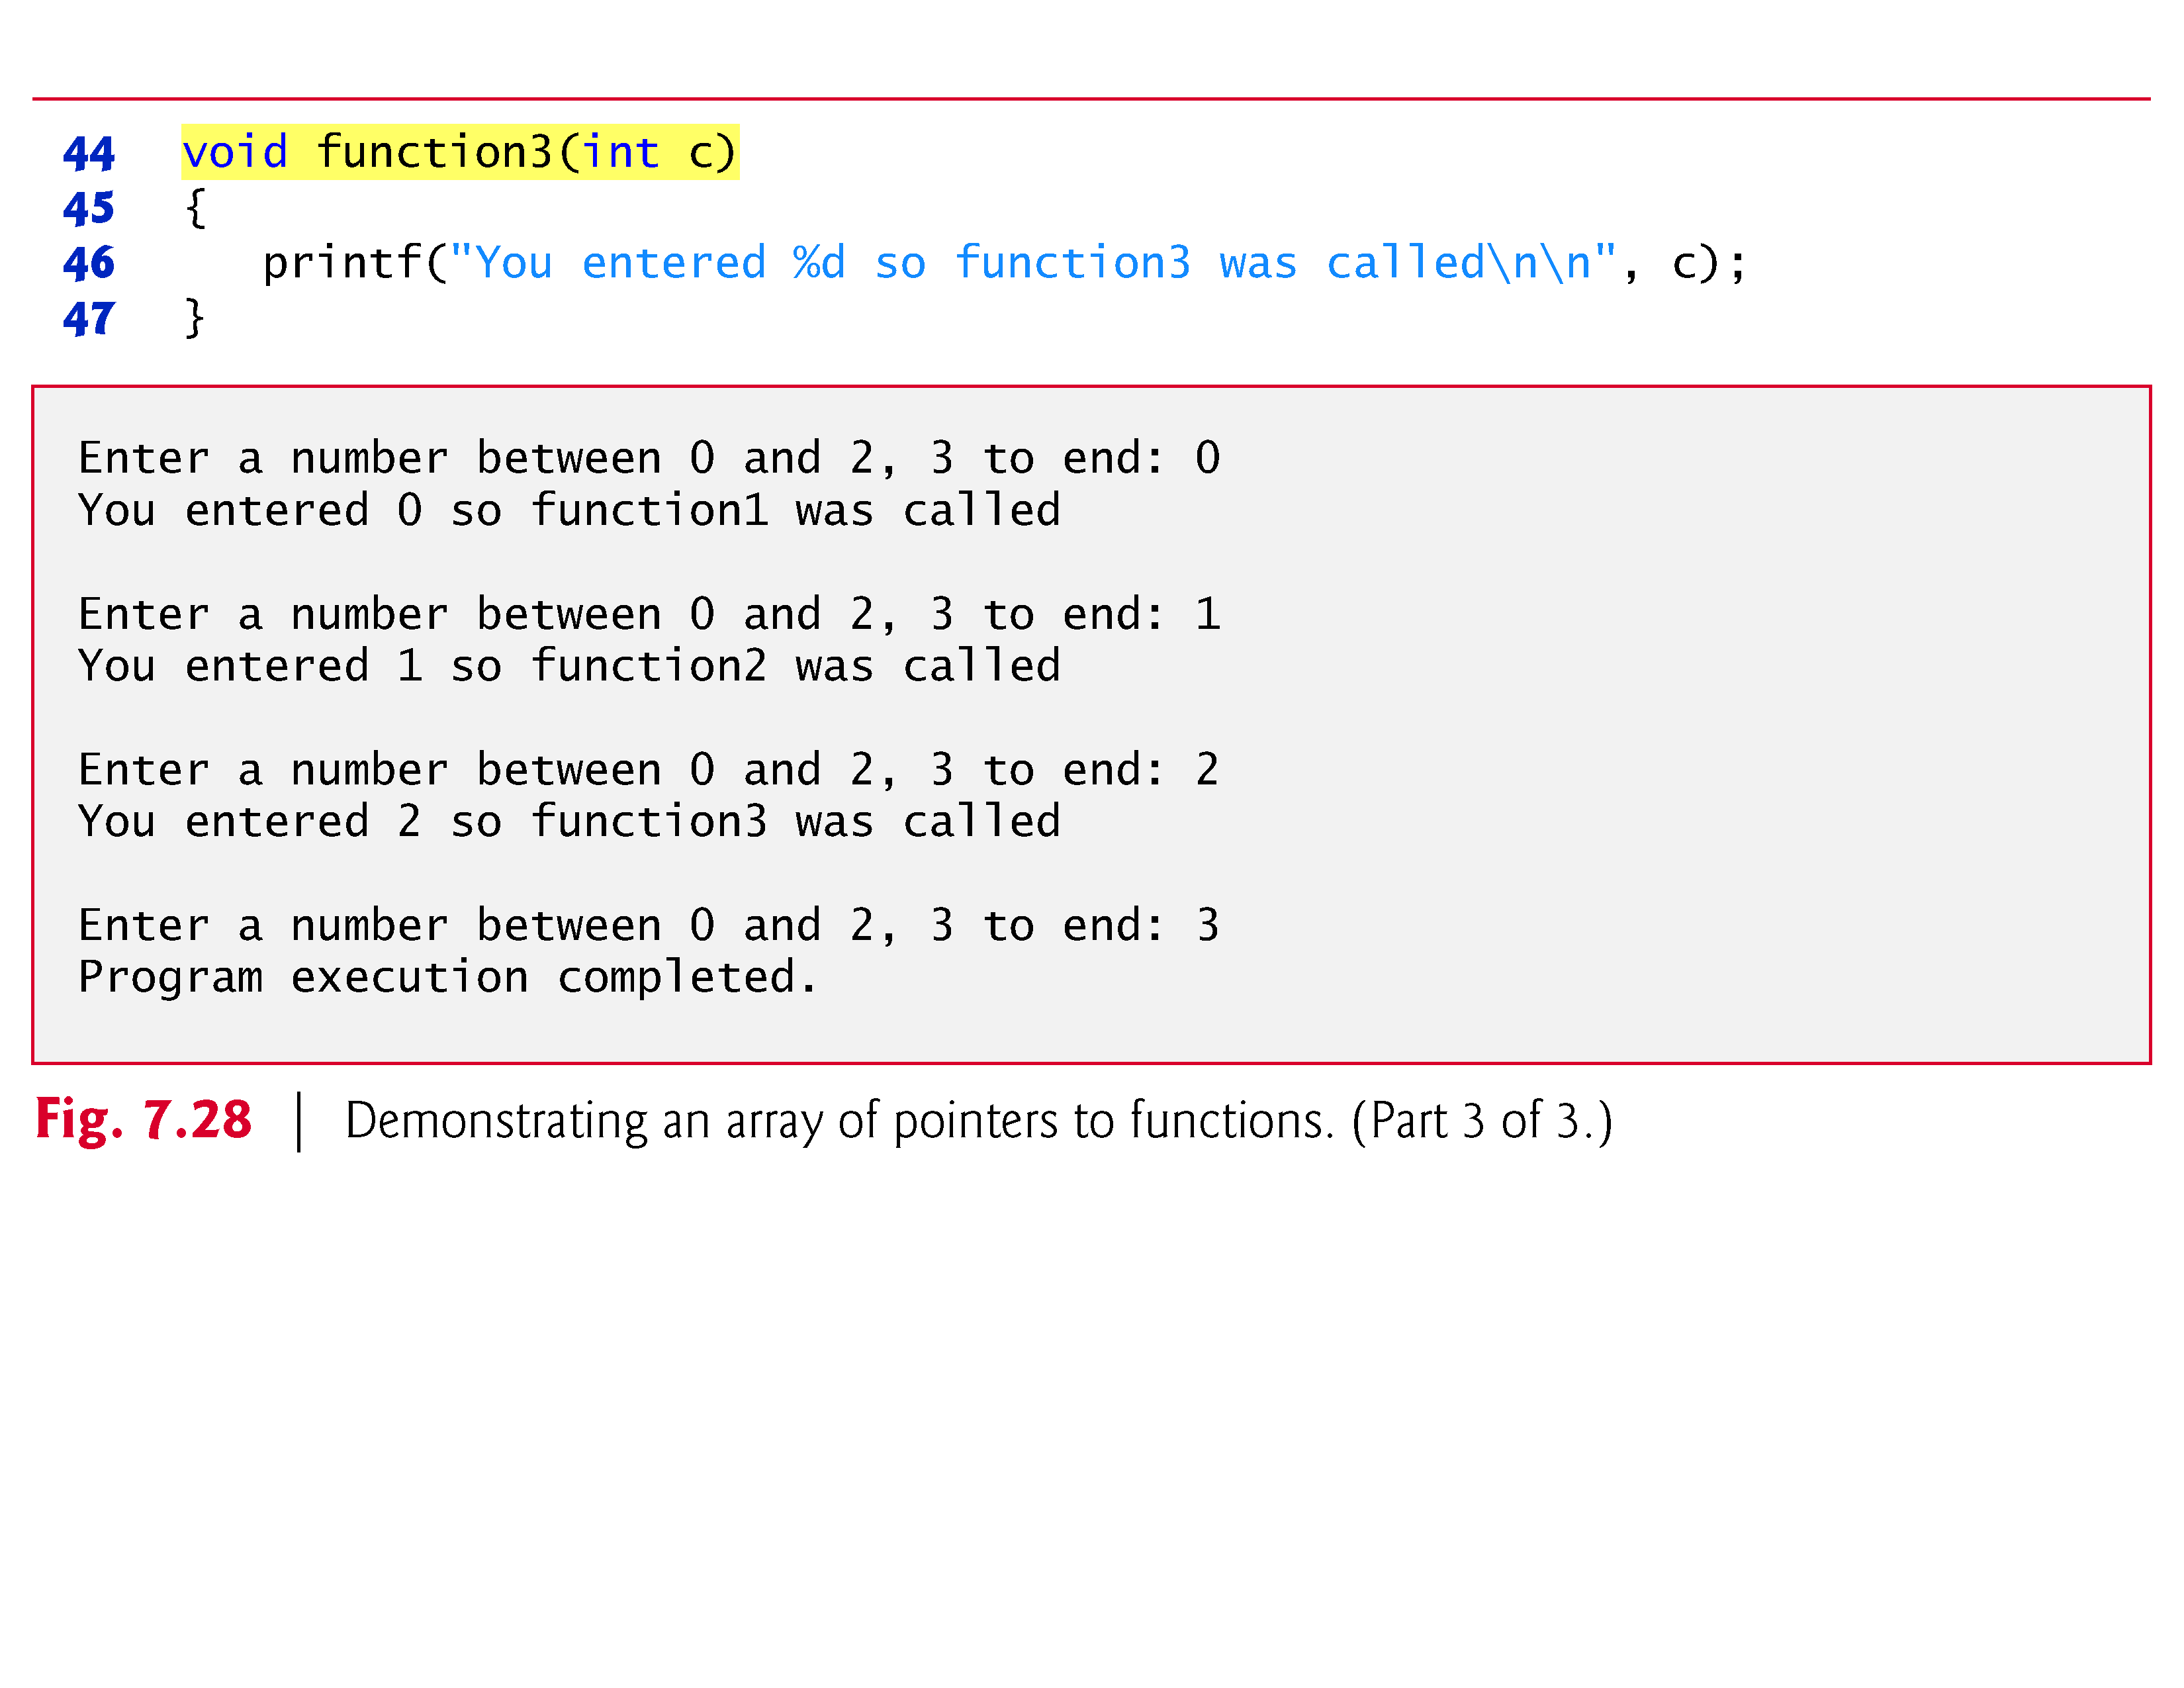 44 void function3(int c)
45 {
46 printf("You entered %d so function3 was called\n\n", c);
47 }
Enter a number between 0 and 2, 3 to end: 0
You entered 0 so function1 was called
Enter a number between 0 and 2, 3 to end: 1
You entered 1 so function2 was called
Enter a number between 0 and 2, 3 to end: 2
You entered 2 so function3 was called
Enter a number between 0 and 2, 3 to end: 3
Program execution completed.
Fig. 7.28 | Demonstrating an array of pointers to functions. (Part 3 of 3.)